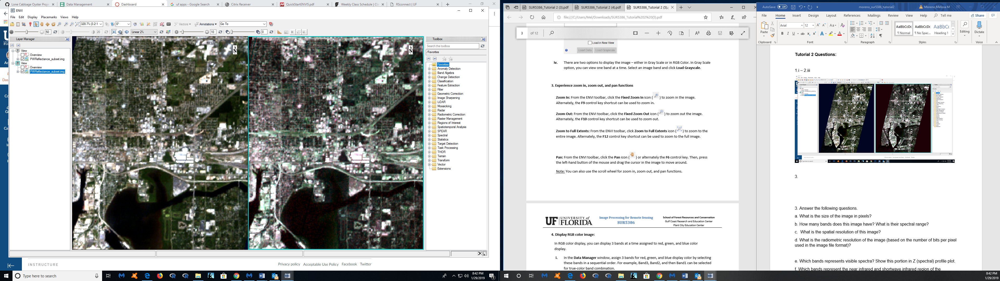 Lone Cabbage Oyster Proje
Data Management
Dashboard
uf apps - Google Search
Citrix Receiver
QuickStartENVI5.pdf
Weekly Class Schedule | Cla
RSconnect | UF
ENVI
File Edit Display Placemarks Views Help
320.7% (3.2:1
0°
Vectors
Annotations
Go To
50
20
Linear 2%
10
0
Layer Manager
View
Overview
PWReflectance_subset.img
View
Overview
PWReflectance_subset.img
N
N
Toolbox
Search the toolbox
/Favorites
Favorites
Anomaly Detection
Band Algebra
Change Detection
Classification
Feature Extraction
Filter
Geometric Correction
Image Sharpening
LiDAR
Mosaicking
Radar
Radiometric Correction
Raster Management
Regions of Interest
Spatiotemporal Analysis
SPEAR
Spectral
Statistics
Target Detection
Task Processing
THOR
Terrain
Transform
Vector
Extensions
INSTRUCTURE
Privacy policy Acceptable Use Policy Facebook Twitter
Type here to search
8:42 PM
1/29/2019
SUR5386_Tutorial 2 (3).pdf
SUR5386_Tutorial 2 (4).pdf
SUR5386_Tutorial 2 (5).
file:///C:/Users/Mel/Downloads/SUR5386_Tutorial%202%20(5).pdf
3 of 12
Load in New View
Load Data Load Grayscale
iv. There are two options to display the image – either in Gray Scale or in RGB Color. In Gray Scale
option, you can view one band at a time. Select an image band and click Load Grayscale.
3. Experience zoom in, zoom out, and pan functions
Zoom In: From the ENVI toolbar, click the Fixed Zoom In icon ( ) to zoom in the image.
Alternately, the F9 control key shortcut can be used to zoom in.
Zoom Out: From the ENVI toolbar, click the Fixed Zoom Out icon ( ) to zoom out the image.
Alternately, the F10 control key shortcut can be used to zoom out.
Zoom to Full Extents: From the ENVI toolbar, click Zoom to Full Extents icon ( ) to zoom to the
entire image. Alternately, the F12 control key shortcut can be used to zoom to the full image.
Pan: From the ENVI toolbar, click the Pan icon ( ) or alternately the F6 control key. Then, press
the left-hand button of the mouse and drag the cursor in the image to move around.
Note: You can also use the scroll wheel for zoom in, zoom out, and pan functions.
UF UNIVERSITY of FLORIDA
Image Processing for Remote Sensing
SUR5386
School of Forest Resources and Conservation
Gulf Coast Research and Education Center
Plant City Education Center
4. Display RGB color image:
In RGB color display, you can display 3 bands at a time assigned to red, green, and blue color
display.
i. In the Data Manager window, assign 3 bands for red, green, and blue display color by selecting
these bands in a sequential order. For example, Band3, Band2, and then Band1 can be selected
for true-color band combination.
AutoSave Off
moreno_sur5386_tutorial2
Moreno,Melissa M
File Home Insert Design Layout References Mailings Review View Help Tell me
Share
Paste
Arial
12
B I U
AaBbCcDc
AaBbCcDc
AaBbCc
¶ Normal
¶ No Spac...
Heading 1
Editing
Dictate
Clipboard Font Paragraph Styles Voice
Tutorial 2 Questions:
1.i – 2.iii
3.
3. Answer the following questions.
a. What is the size of the image in pixels?
b. How many bands does this image have? What is their spectral range?
c. What is the spatial resolution of this image?
d. What is the radiometric resolution of the image (based on the number of bits per pixel
used in the image file format)?
e. Which bands represents visible spectra? Show this portion in Z (spectral) profile plot.
f. Which bands represent the near infrared and shortwave infrared region of the
8:42 PM
1/29/2019